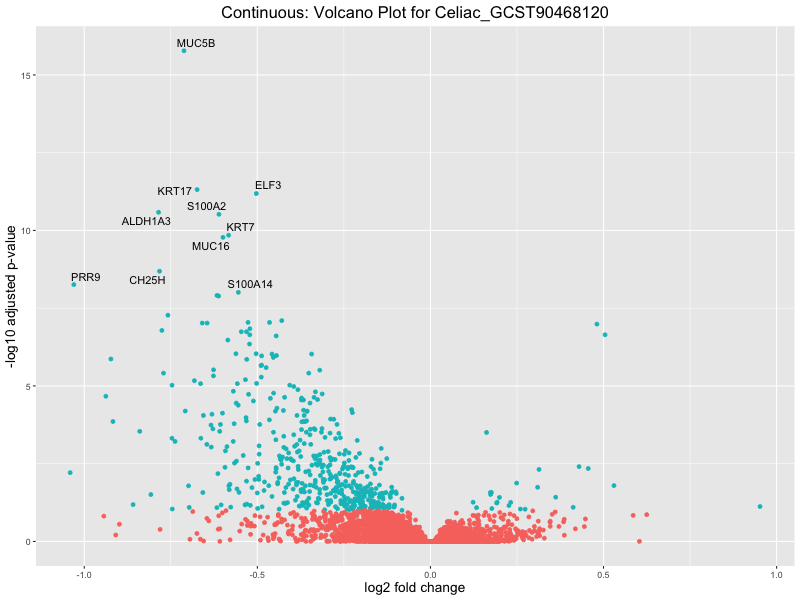 Continuous: Volcano Plot for Celiac_GCST90468120
MUC5B
15
KRT17
ELF3
S100A2
ALDH1A3
KRT7
10
MUC16
PRR9
CH25H
S100A14
5
0
-log10 adjusted p-value
-1.0
-0.5
0.0
0.5
1.0
log2 fold change